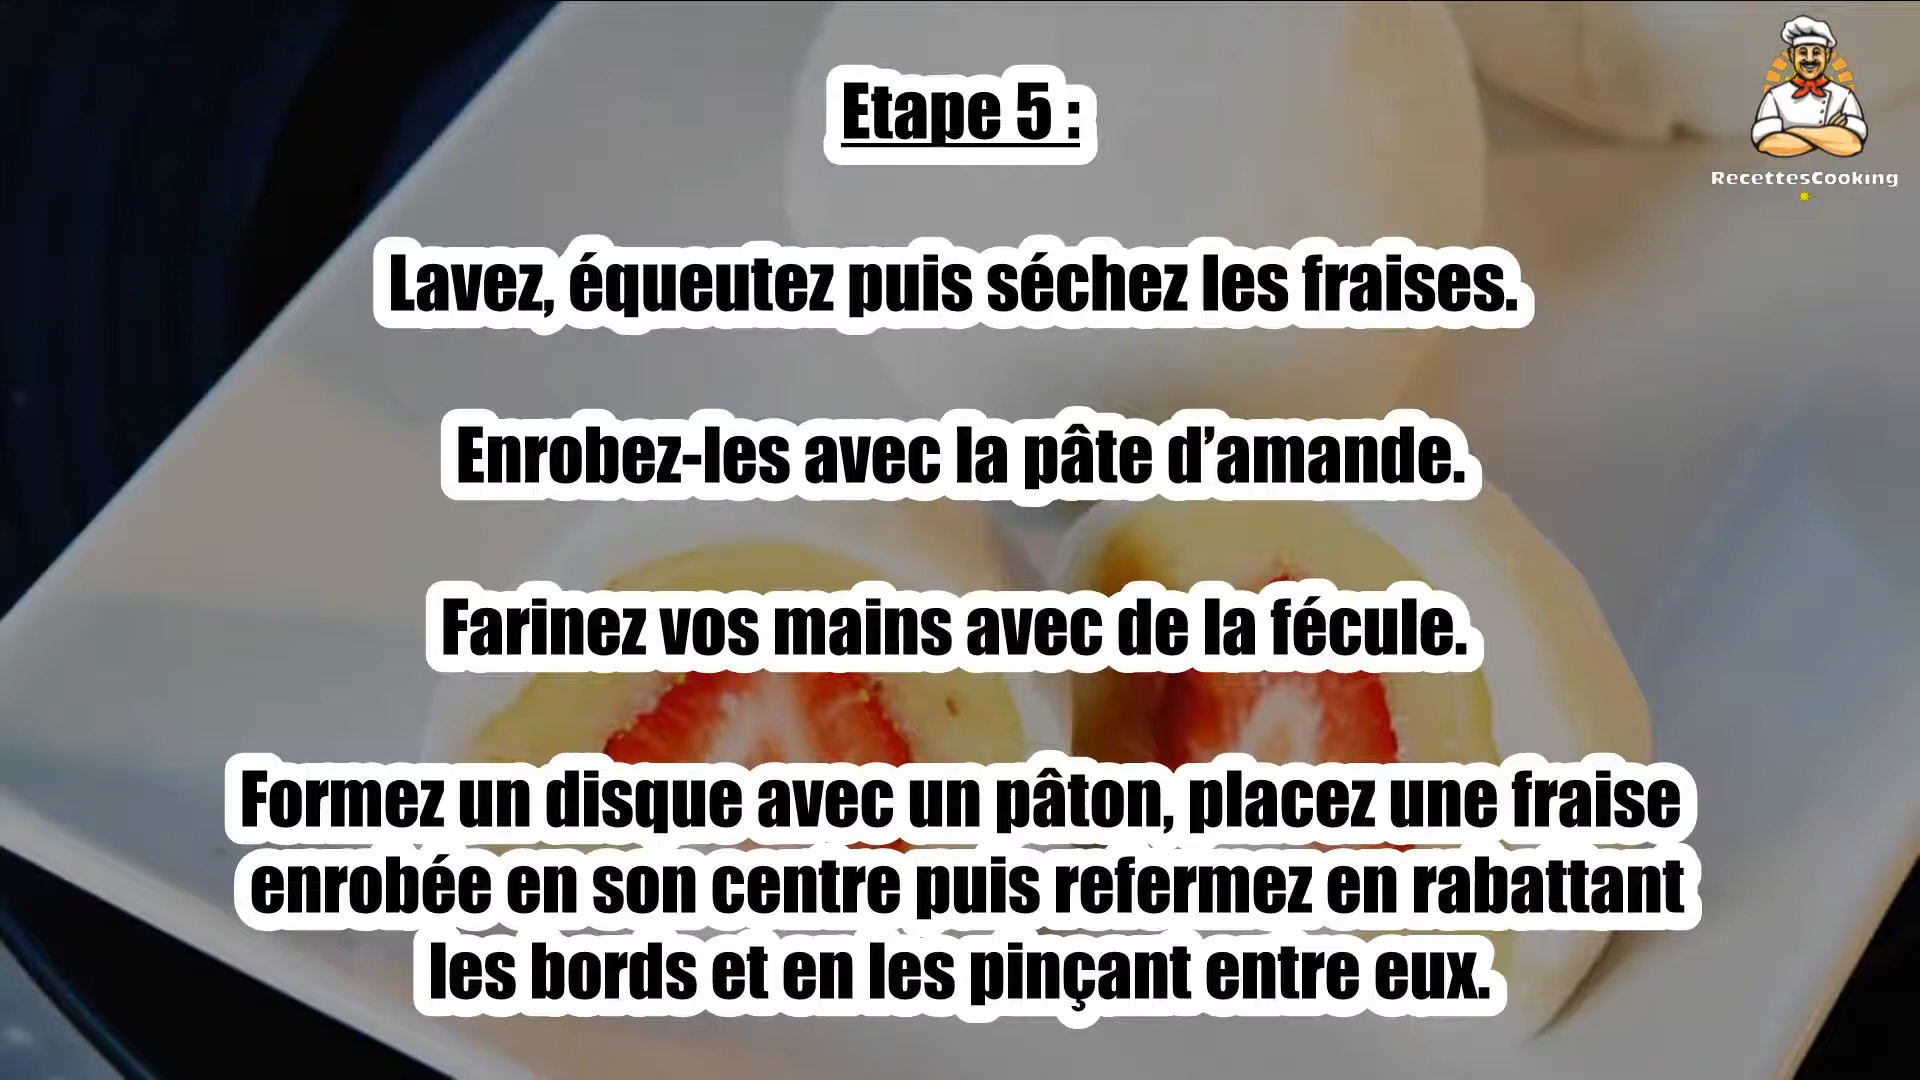 Etape 5 :
RecettesCooking
Lavez, équeutez puis séchez les fraises.
Enrobez-les avec la pâte d’amande.
Farinez vos mains avec de la fécule.
Formez un disque avec un pâton, placez une fraise
enrobée en son centre puis refermez en rabattant
les bords et en les pinçant entre eux.